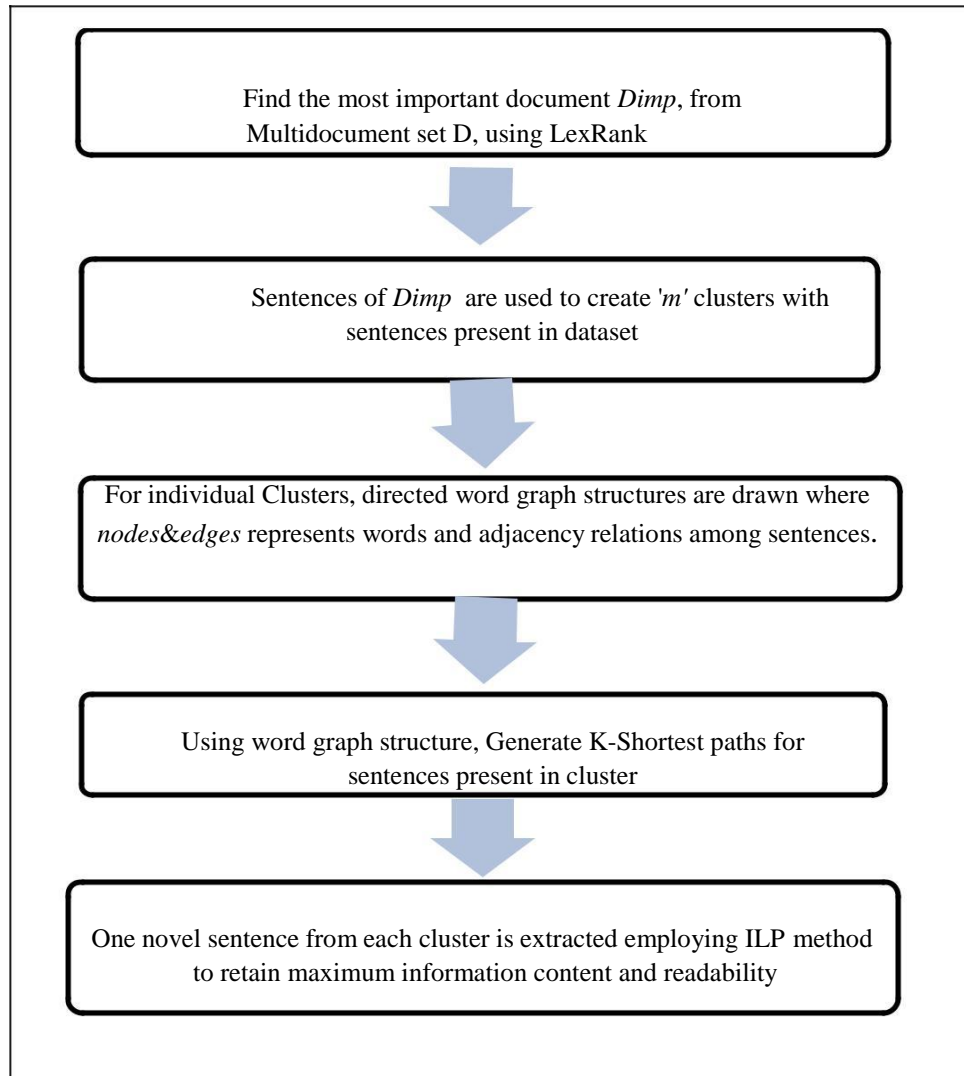 Find the most important document Dimp, from
Multidocument set D, using LexRank
Sentences of Dimp are used to create 'm' clusters with
sentences present in dataset
For individual Clusters, directed word graph structures are drawn where
nodes&edges represents words and adjacency relations among sentences.
Using word graph structure, Generate K-Shortest paths for
sentences present in cluster
One novel sentence from each cluster is extracted employing ILP method
to retain maximum information content and readability